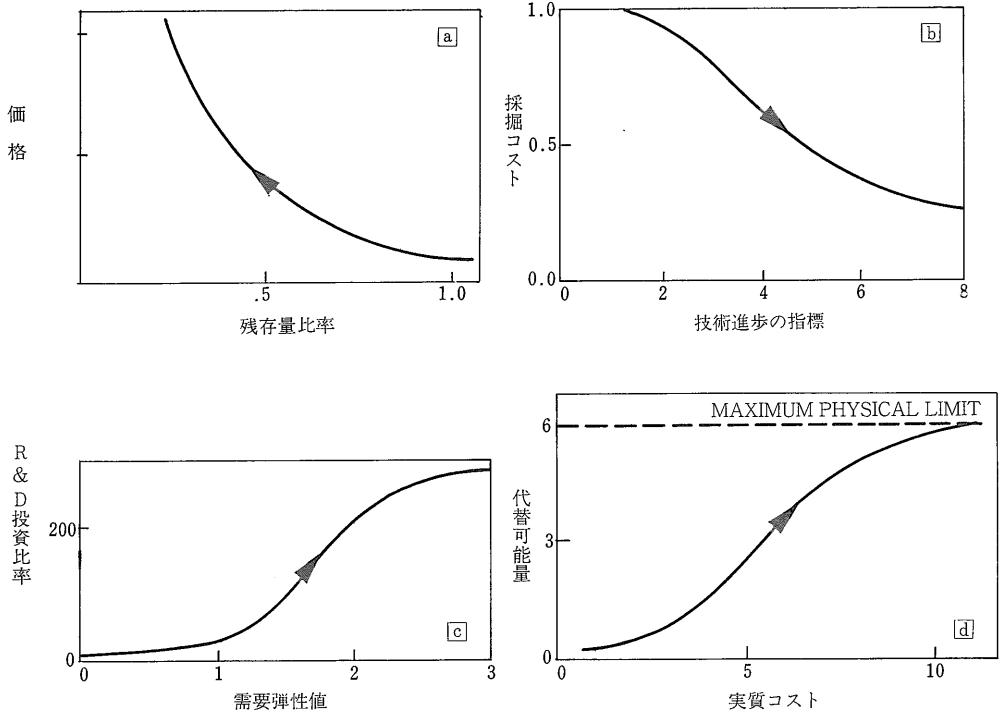 a
価格
.5
1.0
残存量比率
b
1.0
採掘コスト
0.5
0.0
0
2
4
6
8
技術進歩の指標
R&D投資比率
200
0
c
0
1
2
3
需要弾性値
MAXIMUM PHYSICAL LIMIT
6
代替可能量
3
0
d
0
5
10
実質コスト